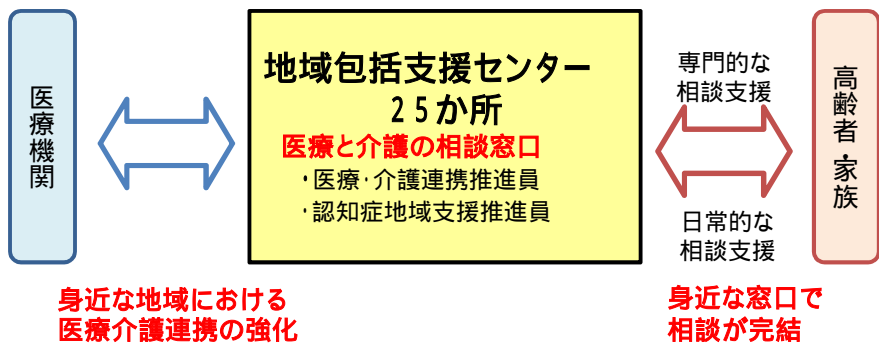 医療機関
地域包括支援センター
25か所
医療と介護の相談窓口
・医療・介護連携推進員
・認知症地域支援推進員
専門的な
相談支援
日常的な
相談支援
高齢者・家族
身近な地域における
医療介護連携の強化
身近な窓口で
相談が完結